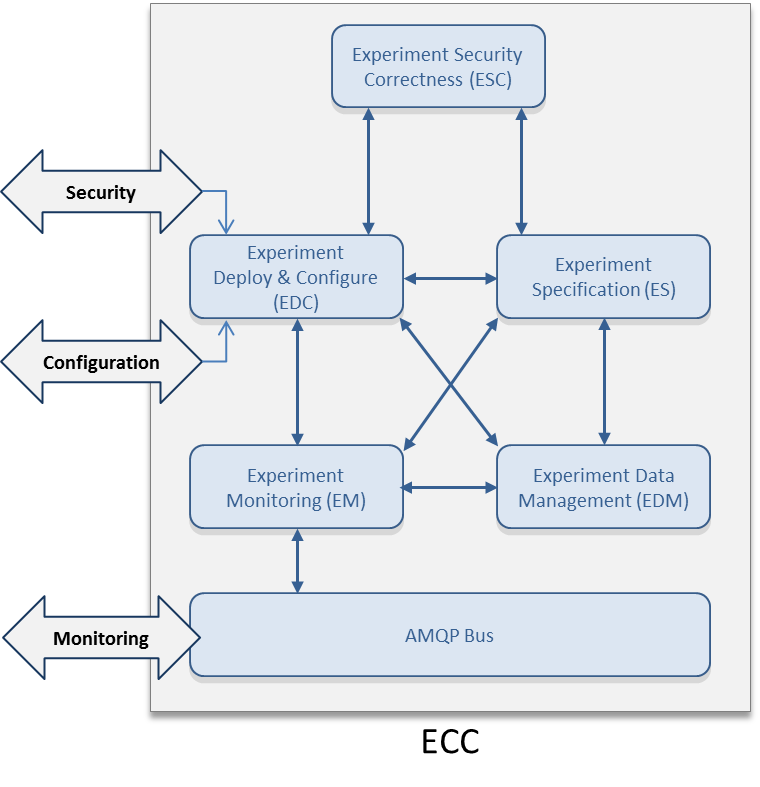 Experiment Security
Correctness (ESC)
Security
Experiment
Deploy & Configure
(EDC)
Experiment
Specification (ES)
Configuration
Experiment
Monitoring (EM)
Experiment Data
Management (EDM)
Monitoring
AMQP Bus
ECC